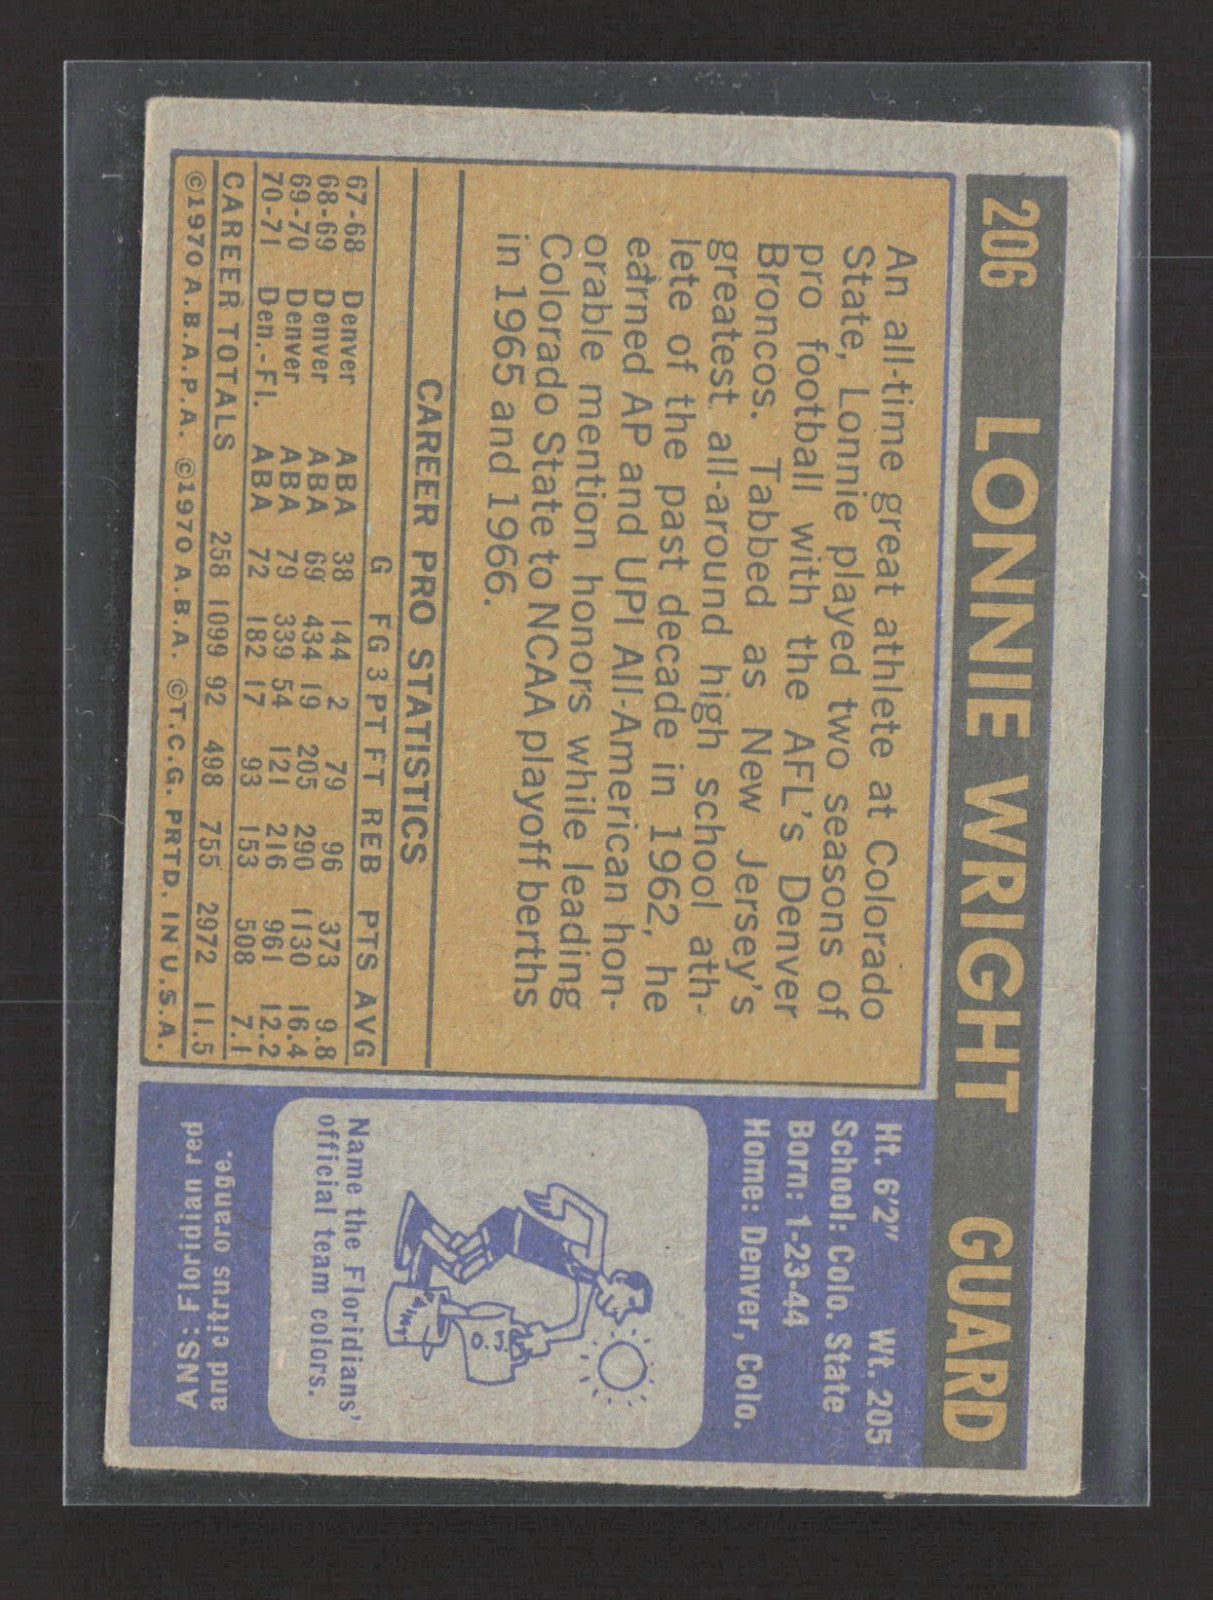 206 LONNIE WRIGHT GUARD
An all-time great athlete at Colorado
State, Lonnie played two seasons of
pro football with the AFL's Denver
Broncos. Tabbed as New Jersey's
greatest all-around high school ath-
lete of the past decade in 1962, he
earned AP and UPI All-American hon-
orable mention honors while leading
Colorado State to NCAA playoff berths
in 1965 and 1966.
CAREER PRO STATISTICS
G FG 3PT FT REB PTS AVG
67-68 Denver ABA 38 144 2 79 96 373 9.8
68-69 Denver ABA 69 434 19 205 290 1130 16.4
69-70 Denver ABA 79 339 54 121 216 961 12.2
70-71 Den.-Fl. ABA 72 182 17 93 153 508 7.1
CAREER TOTALS 258 1099 92 498 755 2972 11.5
©1970 A.B.A.P.A. ©1970 A.B.A. ©T.C.G. PRTD. IN U.S.A.
Ht. 6'2" Wt. 205
School: Colo. State
Born: 1-23-44
Home: Denver, Colo.
PAINT
Name the Floridians'
official team colors.
ANS: Floridian red
and citrus orange.